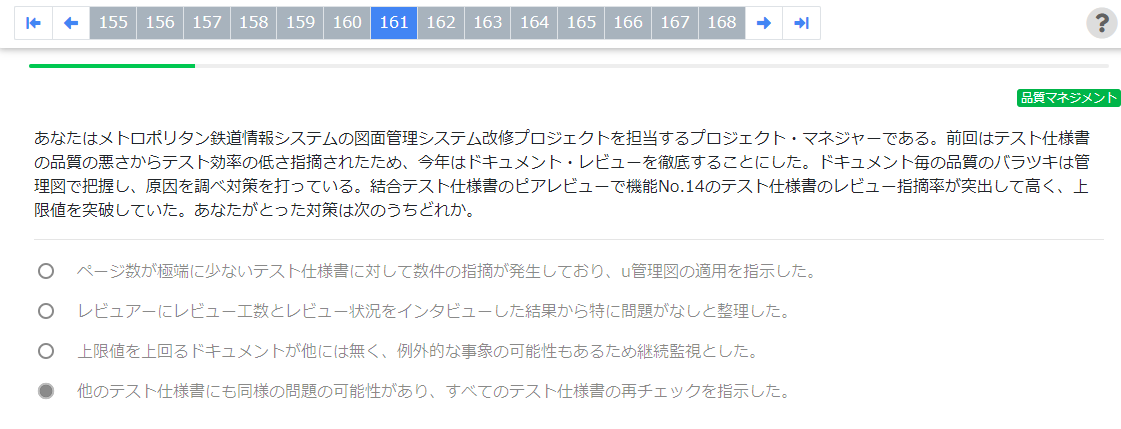 155 156 157 158 159 160 161 162 163 164 165 166 167 168 ?
品質マネジメント
あなたはメトロポリタン鉄道情報システムの図面管理システム改修プロジェクトを担当するプロジェクト・マネジャーである。前回はテスト仕様書
の品質の悪さからテスト効率の低さ指摘されたため、今年はドキュメント・レビューを徹底することにした。ドキュメント毎の品質のバラツキは管
理図で把握し、原因を調べ対策を打っている。結合テスト仕様書のピアレビューで機能No.14のテスト仕様書のレビュー指摘率が突出して高く、上
限値を突破していた。あなたがとった対策は次のうちどれか。
ページ数が極端に少ないテスト仕様書に対して数件の指摘が発生しており、u管理図の適用を指示した。
レビュアーにレビュー工数とレビュー状況をインタビューした結果から特に問題がなしと整理した。
上限値を上回るドキュメントが他には無く、例外的な事象の可能性もあるため継続監視とした。
他のテスト仕様書にも同様の問題の可能性があり、すべてのテスト仕様書の再チェックを指示した。